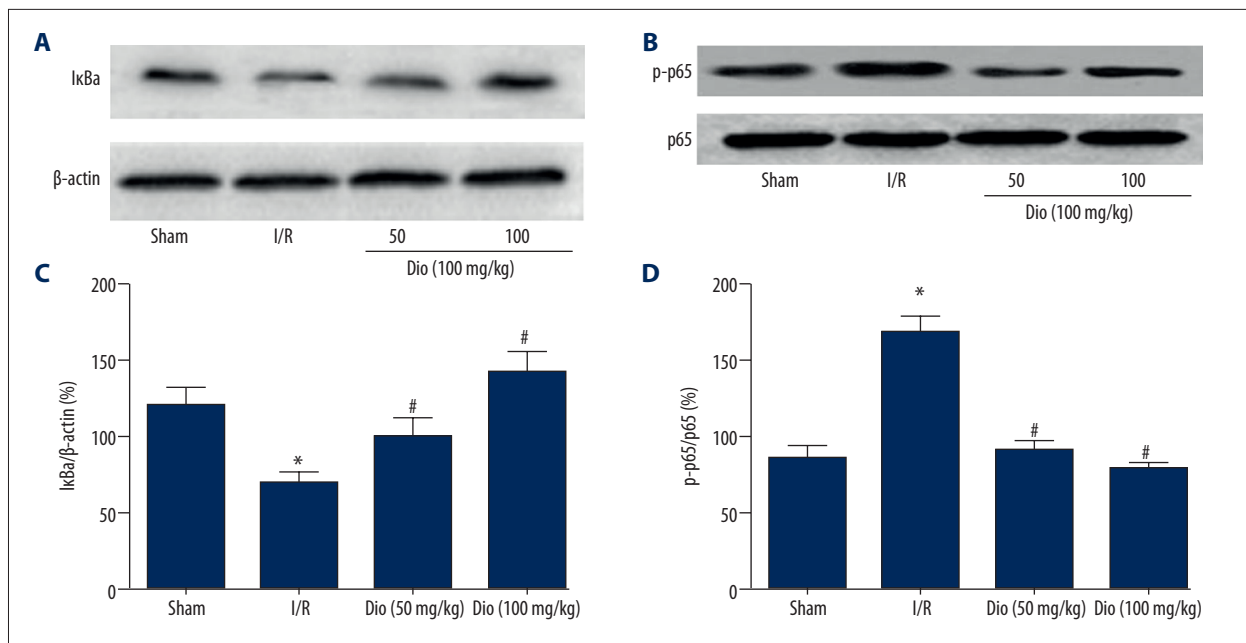 A
IκBa
β-actin
Sham I/R 50 100
Dio (100 mg/kg)
B
p-p65
p65
Sham I/R 50 100
Dio (100 mg/kg)
C
200
150
100
50
0
IκBa/β-actin (%)
*
#
#
Sham I/R Dio (50 mg/kg) Dio (100 mg/kg)
D
200
150
100
50
0
p-p65/p65 (%)
*
#
#
Sham I/R Dio (50 mg/kg) Dio (100 mg/kg)